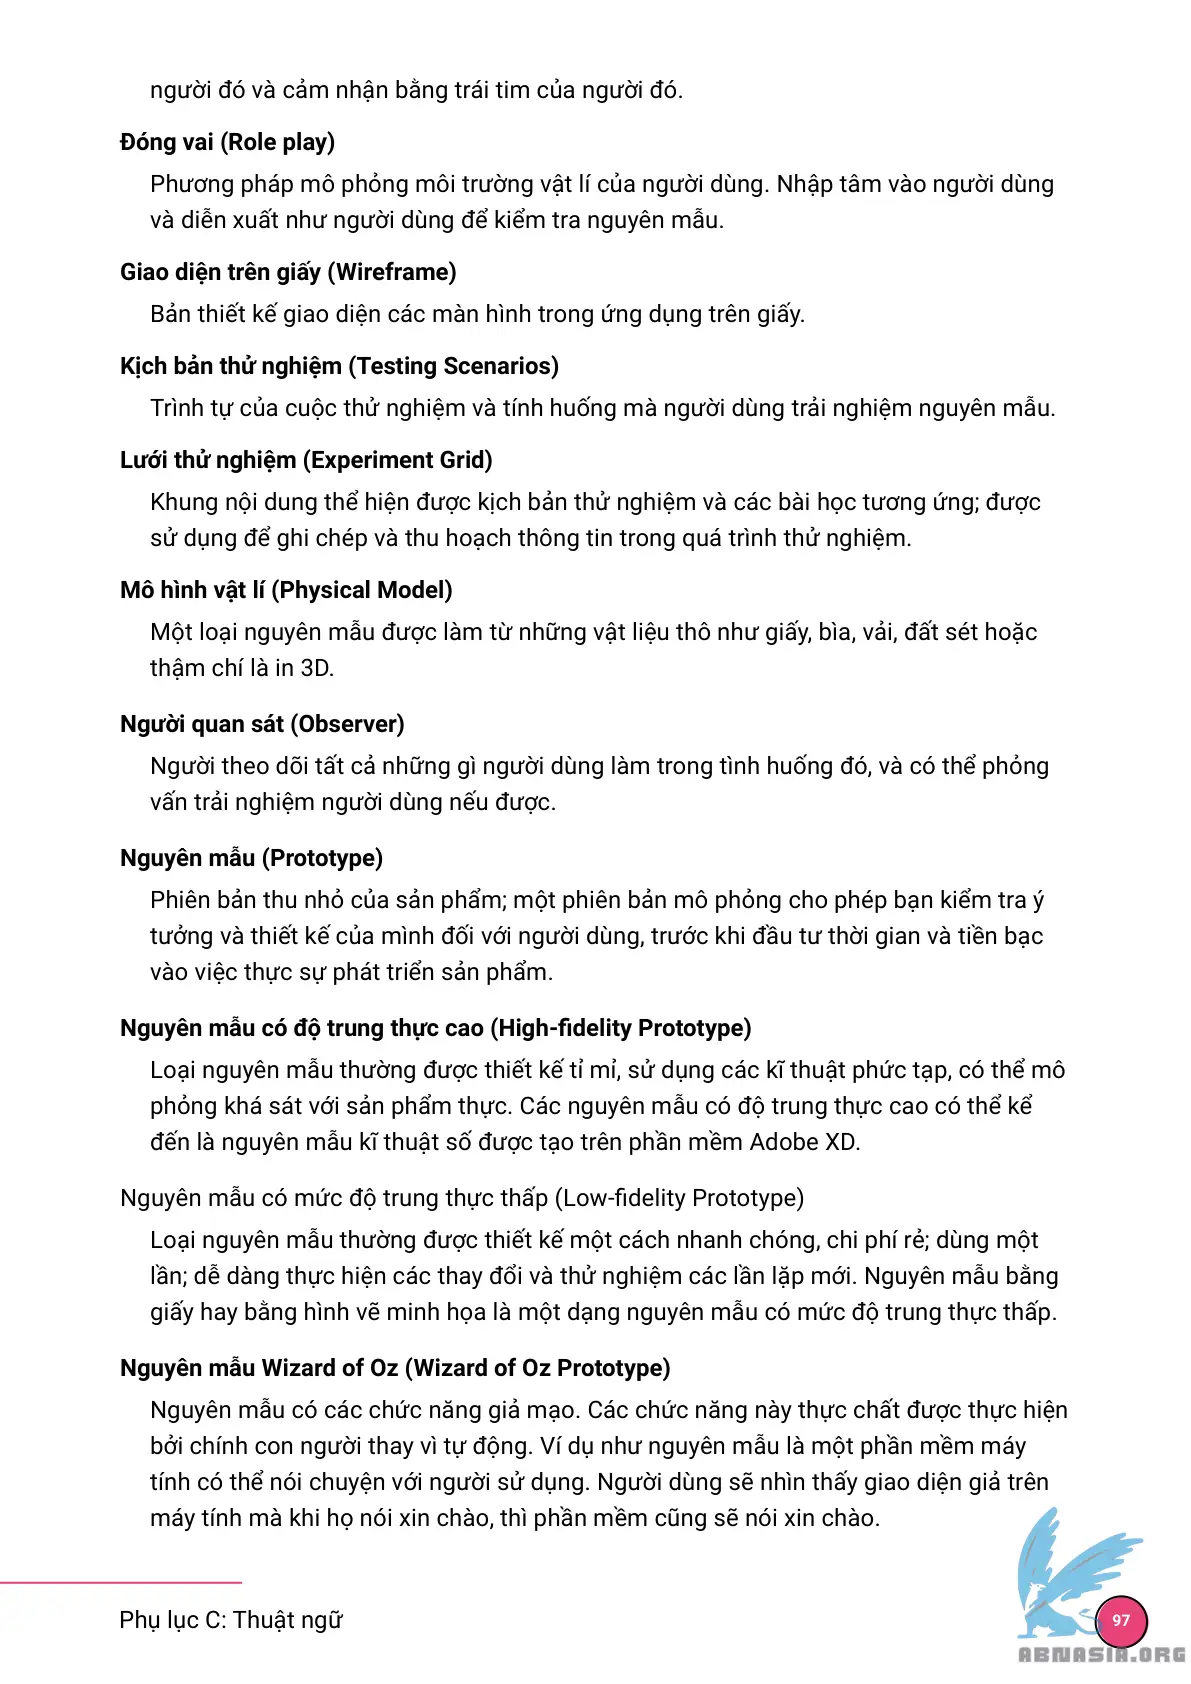 người đó và cảm nhận bằng trái tim của người đó.
Đóng vai (Role play)
Phương pháp mô phỏng môi trường vật lí của người dùng. Nhập tâm vào người dùng
và diễn xuất như người dùng để kiểm tra nguyên mẫu.
Giao diện trên giấy (Wireframe)
Bản thiết kế giao diện các màn hình trong ứng dụng trên giấy.
Kịch bản thử nghiệm (Testing Scenarios)
Trình tự của cuộc thử nghiệm và tính huống mà người dùng trải nghiệm nguyên mẫu.
Lưới thử nghiệm (Experiment Grid)
Khung nội dung thể hiện được kịch bản thử nghiệm và các bài học tương ứng; được
sử dụng để ghi chép và thu hoạch thông tin trong quá trình thử nghiệm.
Mô hình vật lí (Physical Model)
Một loại nguyên mẫu được làm từ những vật liệu thô như giấy, bìa, vải, đất sét hoặc
thậm chí là in 3D.
Người quan sát (Observer)
Người theo dõi tất cả những gì người dùng làm trong tình huống đó, và có thể phỏng
vấn trải nghiệm người dùng nếu được.
Nguyên mẫu (Prototype)
Phiên bản thu nhỏ của sản phẩm; một phiên bản mô phỏng cho phép bạn kiểm tra ý
tưởng và thiết kế của mình đối với người dùng, trước khi đầu tư thời gian và tiền bạc
vào việc thực sự phát triển sản phẩm.
Nguyên mẫu có độ trung thực cao (High-fidelity Prototype)
Loại nguyên mẫu thường được thiết kế tỉ mỉ, sử dụng các kĩ thuật phức tạp, có thể mô
phỏng khá sát với sản phẩm thực. Các nguyên mẫu có độ trung thực cao có thể kể
đến là nguyên mẫu kĩ thuật số được tạo trên phần mềm Adobe XD.
Nguyên mẫu có mức độ trung thực thấp (Low-fidelity Prototype)
Loại nguyên mẫu thường được thiết kế một cách nhanh chóng, chi phí rẻ; dùng một
lần; dễ dàng thực hiện các thay đổi và thử nghiệm các lần lặp mới. Nguyên mẫu bằng
giấy hay bằng hình vẽ minh họa là một dạng nguyên mẫu có mức độ trung thực thấp.
Nguyên mẫu Wizard of Oz (Wizard of Oz Prototype)
Nguyên mẫu có các chức năng giả mạo. Các chức năng này thực chất được thực hiện
bởi chính con người thay vì tự động. Ví dụ như nguyên mẫu là một phần mềm máy
tính có thể nói chuyện với người sử dụng. Người dùng sẽ nhìn thấy giao diện giả trên
máy tính mà khi họ nói xin chào, thì phần mềm cũng sẽ nói xin chào.
Phụ lục C: Thuật ngữ
97
ABNASIA.ORG